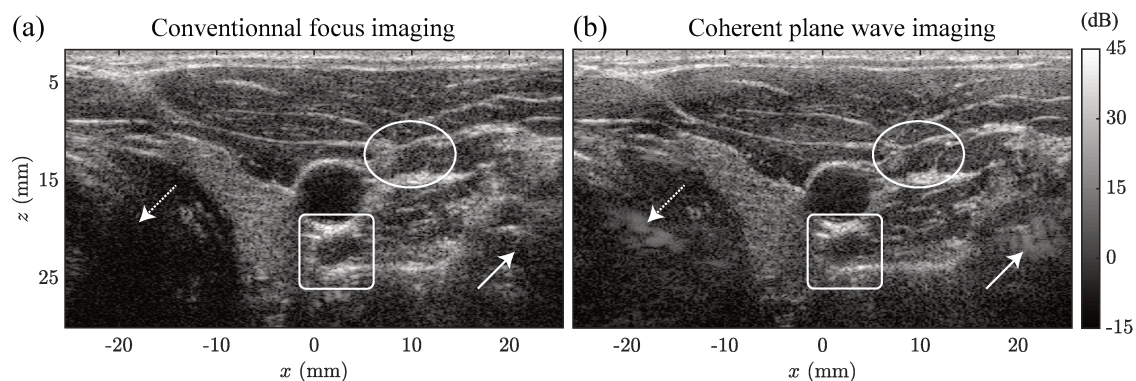 (a) Conventionnal focus imaging
(b) Coherent plane wave imaging
(dB)
5
15
25
z (mm)
-20 -10 0 10 20
x (mm)
-20 -10 0 10 20
x (mm)
45
30
15
0
-15